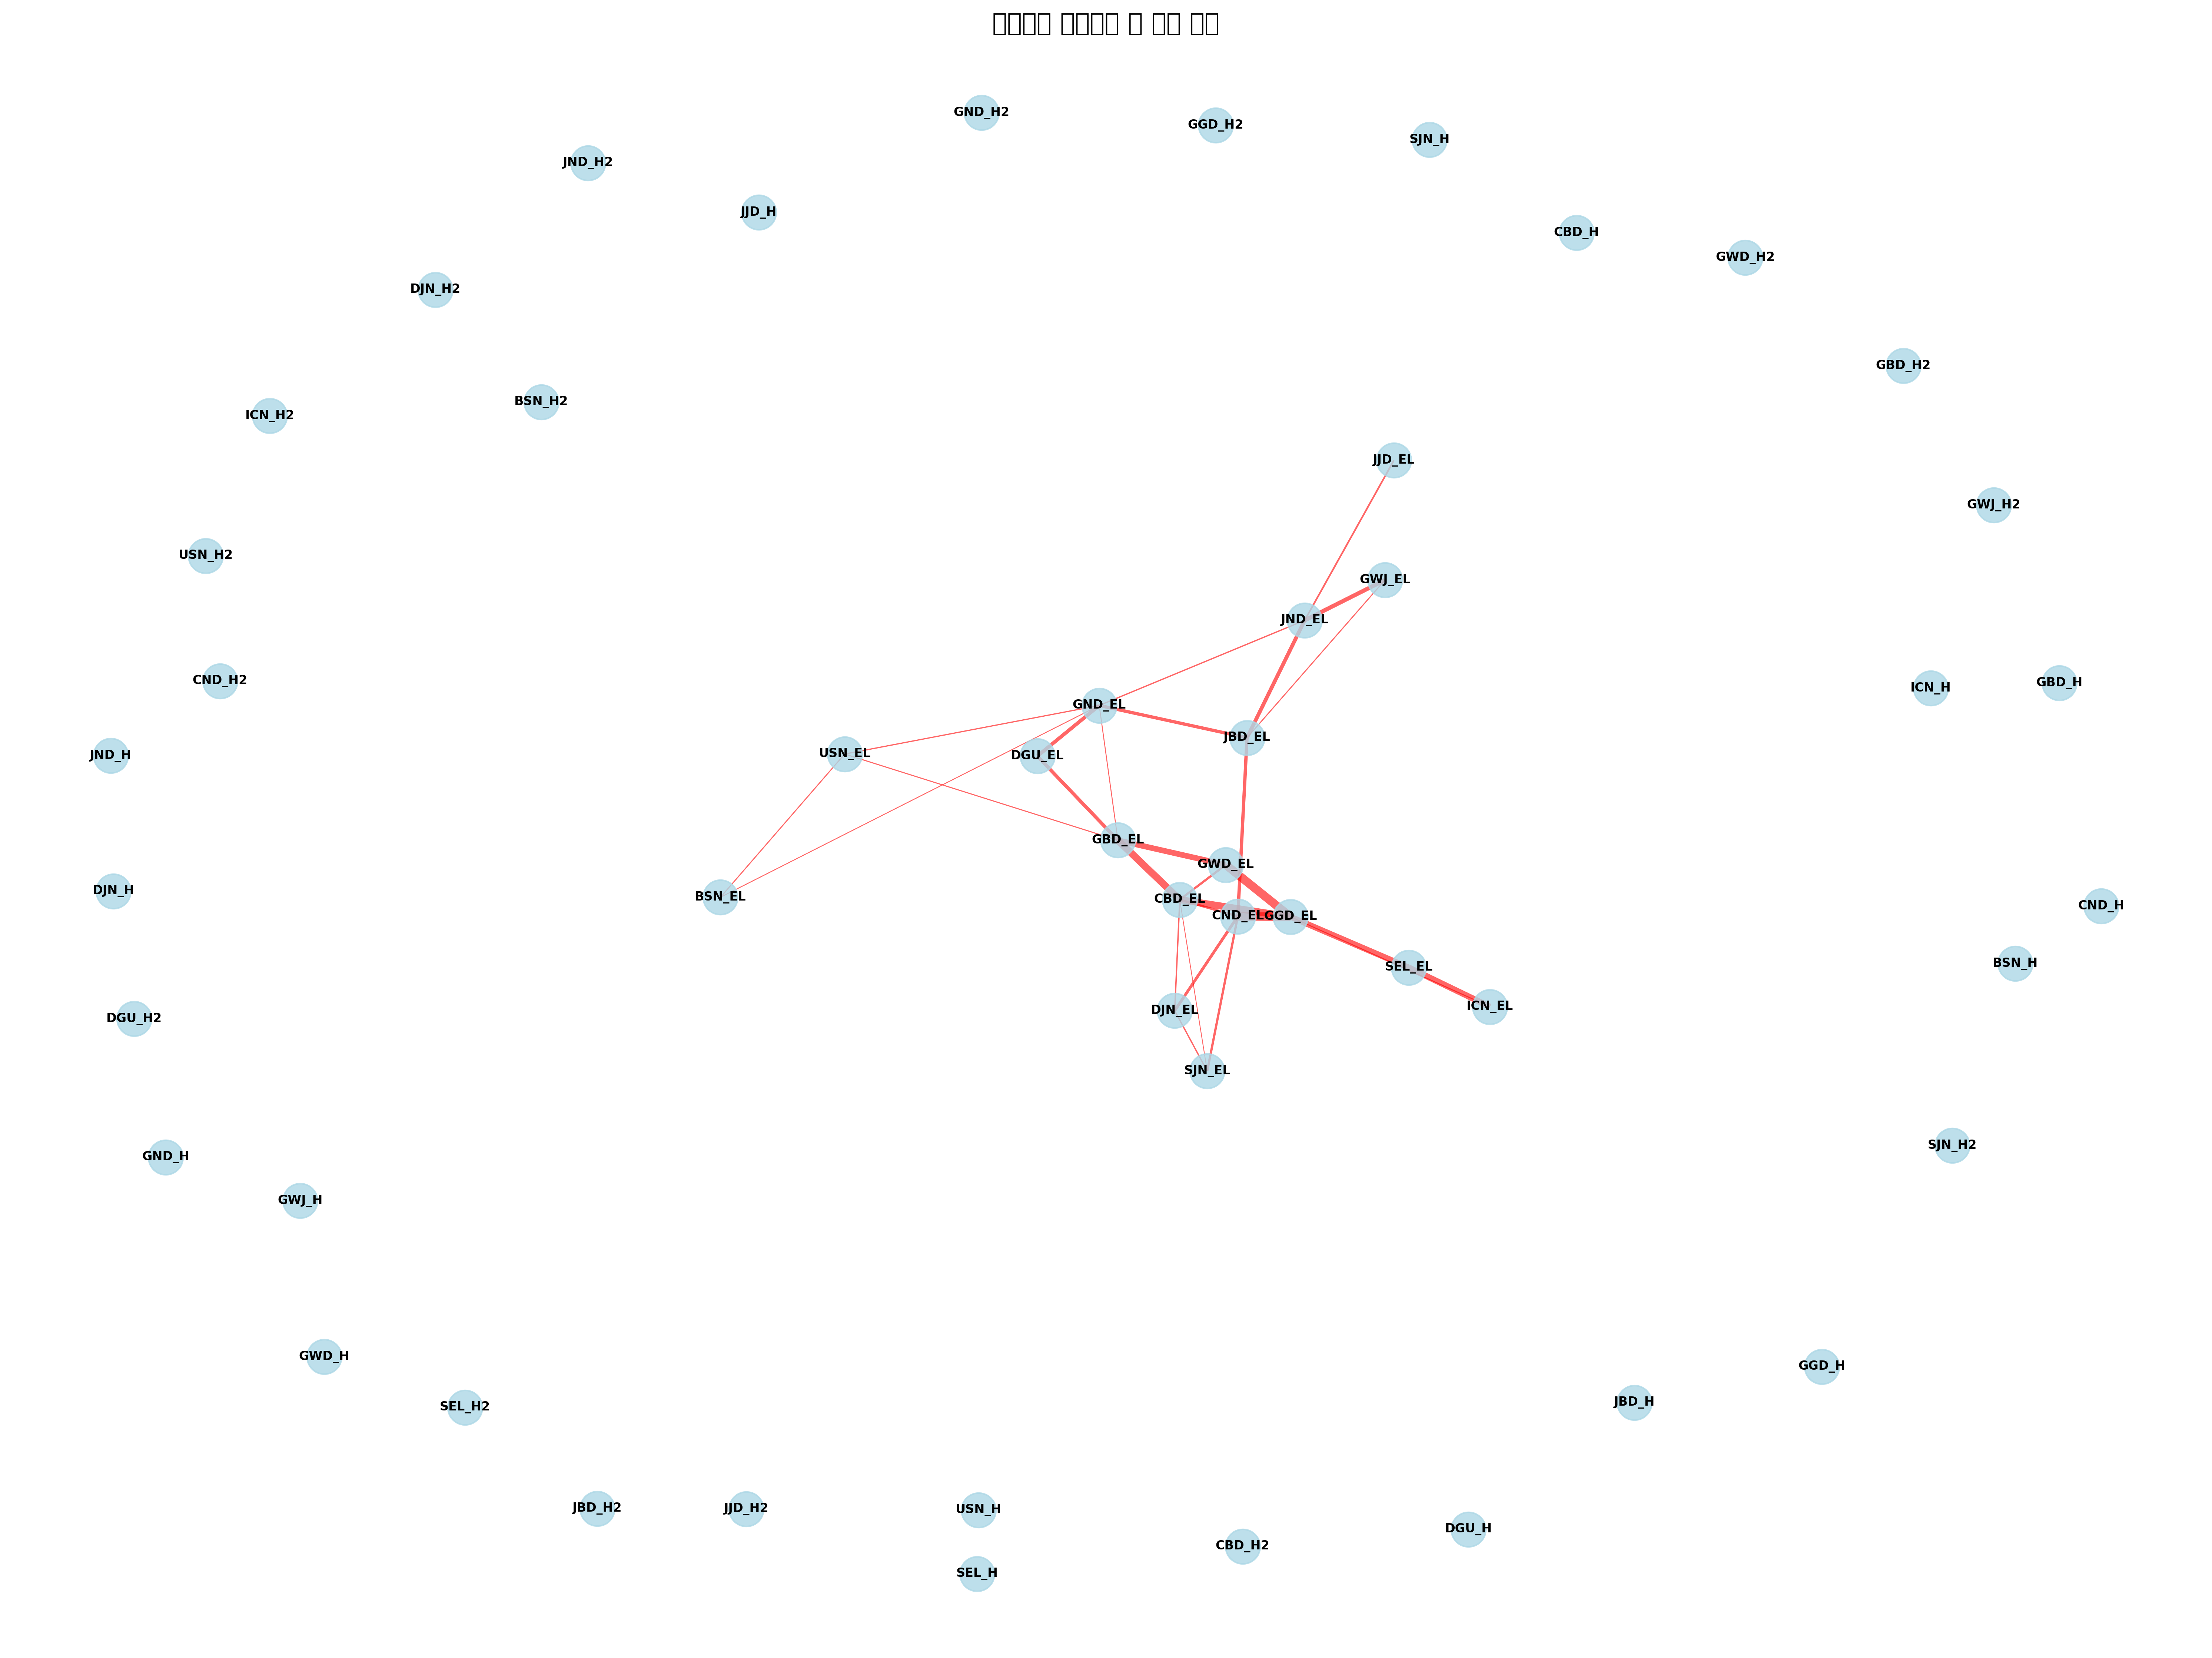 GND_H2
GGD_H2
SJN_H
JND_H2
JJD_H
CBD_H
GWD_H2
DJN_H2
GBD_H2
BSN_H2
ICN_H2
JJD_EL
GWJ_H2
USN_H2
GWJ_EL
JND_EL
CND_H2
GBD_H
ICN_H
GND_EL
JBD_EL
USN_EL
DGU_EL
JND_H
GBD_EL
GWD_EL
DJN_H
BSN_EL
CBD_EL
CND_H
CND_EL
GGD_EL
BSN_H
SEL_EL
ICN_EL
DJN_EL
DGU_H2
SJN_EL
SJN_H2
GND_H
GWJ_H
GWD_H
GGD_H
JBD_H
SEL_H2
JBD_H2
JJD_H2
USN_H
DGU_H
CBD_H2
SEL_H